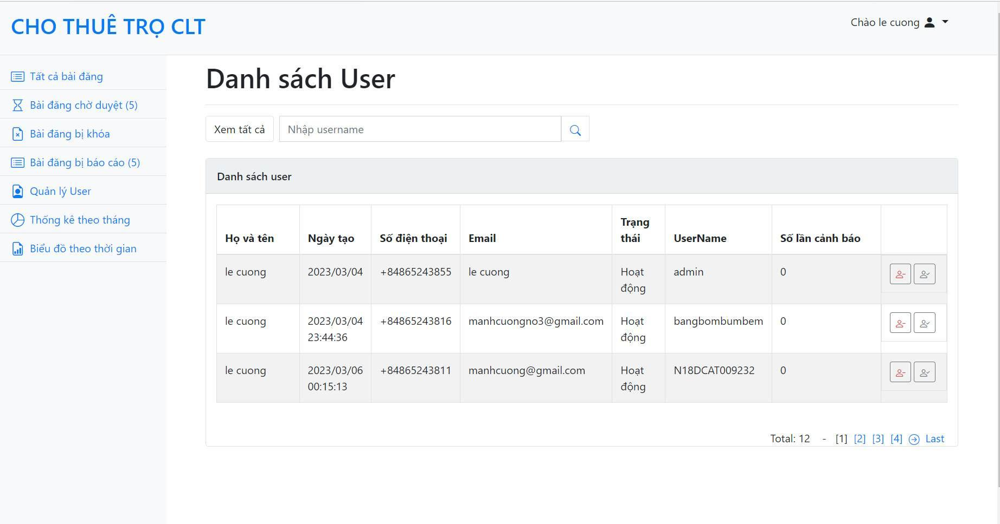 CHO THUÊ TRỌ CLT
Chào le cuong
Tất cả bài đăng
Bài đăng chờ duyệt (5)
Bài đăng bị khóa
Bài đăng bị báo cáo (5)
Quản lý User
Thống kê theo tháng
Biểu đồ theo thời gian
Danh sách User
Xem tất cả
Nhập username
Danh sách user
Họ và tên Ngày tạo Số điện thoại Email Trạng thái UserName Số lần cảnh báo
le cuong 2023/03/04 +84865243855 le cuong Hoạt động admin 0
le cuong 2023/03/04 23:44:36 +84865243816 manhcuongno3@gmail.com Hoạt động bangbombumbem 0
le cuong 2023/03/06 00:15:13 +84865243811 manhcuong@gmail.com Hoạt động N18DCAT009232 0
Total: 12 - [1] [2] [3] [4] Last